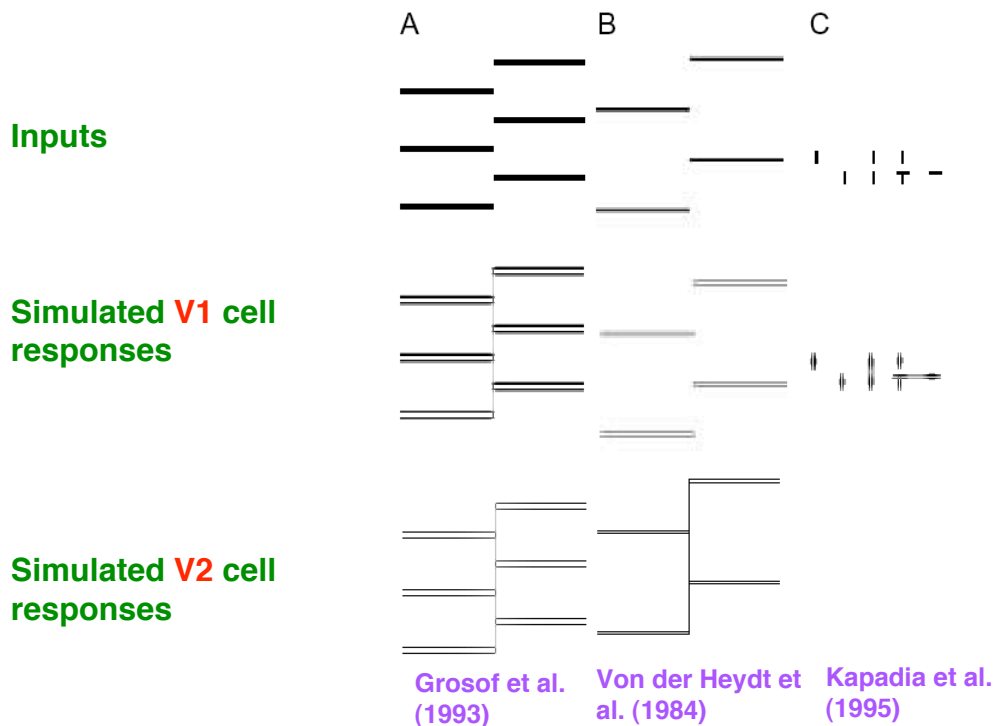 A B C
Inputs
Simulated V1 cell
responses
Simulated V2 cell
responses
Grosof et al.
(1993)
Von der Heydt et
al. (1984)
Kapadia et al.
(1995)